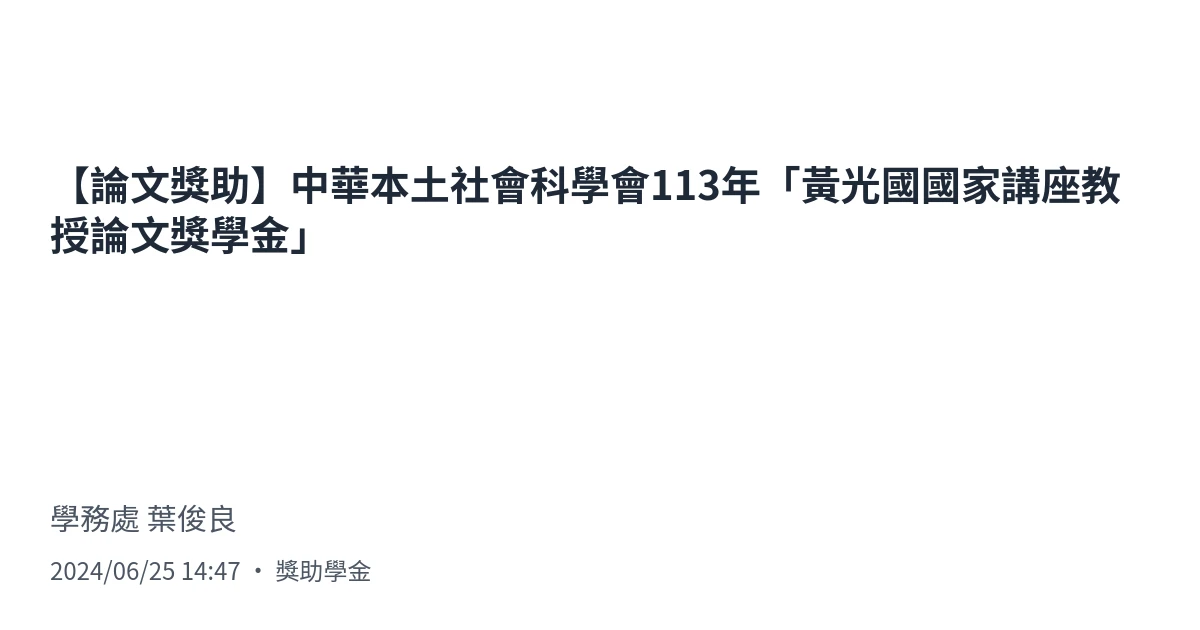 【論文獎助】中華本土社會科學會113年「黃光國國家講座教
授論文獎學金」
學務處 葉俊良
2024/06/25 14:47 ・ 獎助學金